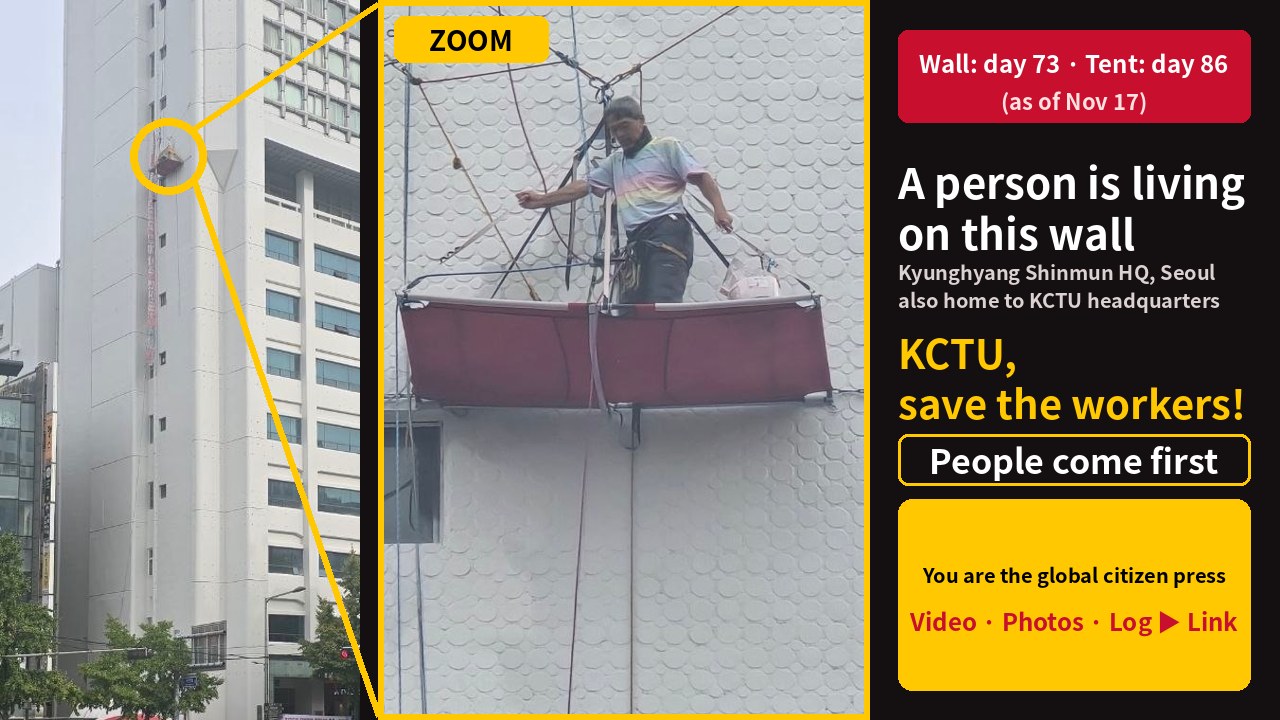 ZOOM
Wall: day 73 · Tent: day 86
(as of Nov 17)
A person is living
on this wall
Kyunghyang Shinmun HQ, Seoul
also home to KCTU headquarters
KCTU,
save the workers!
People come first
You are the global citizen press
Video · Photos · Log ▶ Link